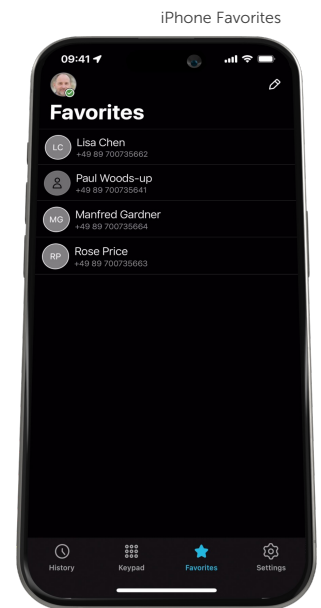 iPhone Favorites
09:41
Favorites
LC
Lisa Chen
+49 89 700735662
Paul Woods-up
+49 89 700735641
MG
Manfred Gardner
+49 89 700735664
RP
Rose Price
+49 89 700735663
History
Keypad
Favorites
Settings